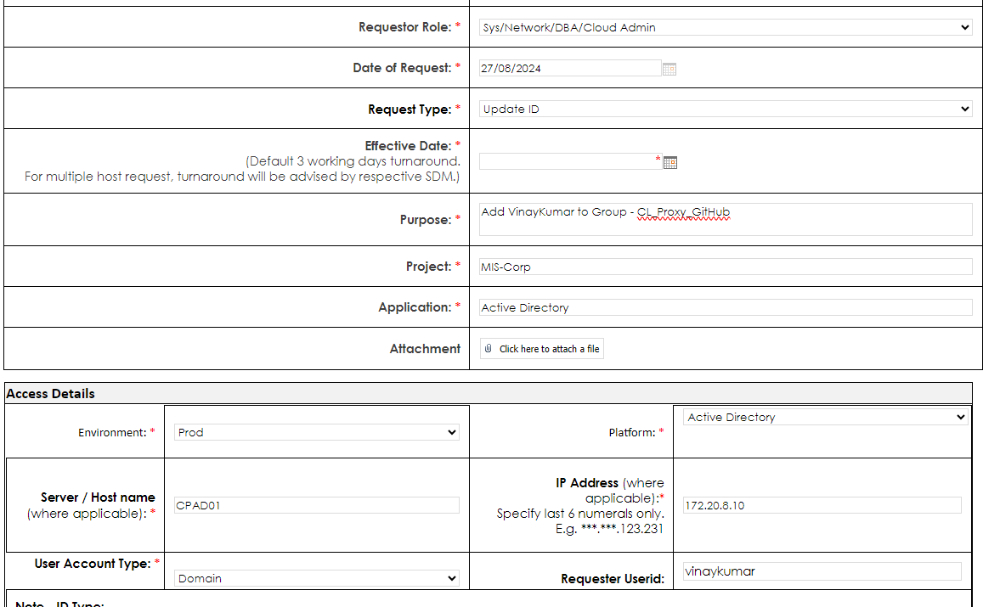 Requestor Role: * Sys/Network/DBA/Cloud Admin
Date of Request: * 27/08/2024
Request Type: * Update ID
Effective Date: *
(Default 3 working days turnaround.
For multiple host request, turnaround will be advised by respective SDM.)
*
Purpose: * Add VinayKumar to Group - CL_Proxy_GitHub
Project: * MIS-Corp
Application: * Active Directory
Attachment Click here to attach a file
Access Details
Environment: * Prod
Platform: * Active Directory
Server / Host name
(where applicable): *
CPAD01
IP Address (where
applicable):*
Specify last 6 numerals only.
E.g. ***.***.123.231
172.20.8.10
User Account Type: * Domain
Requester Userid: vinaykumar
Note - ID Type: